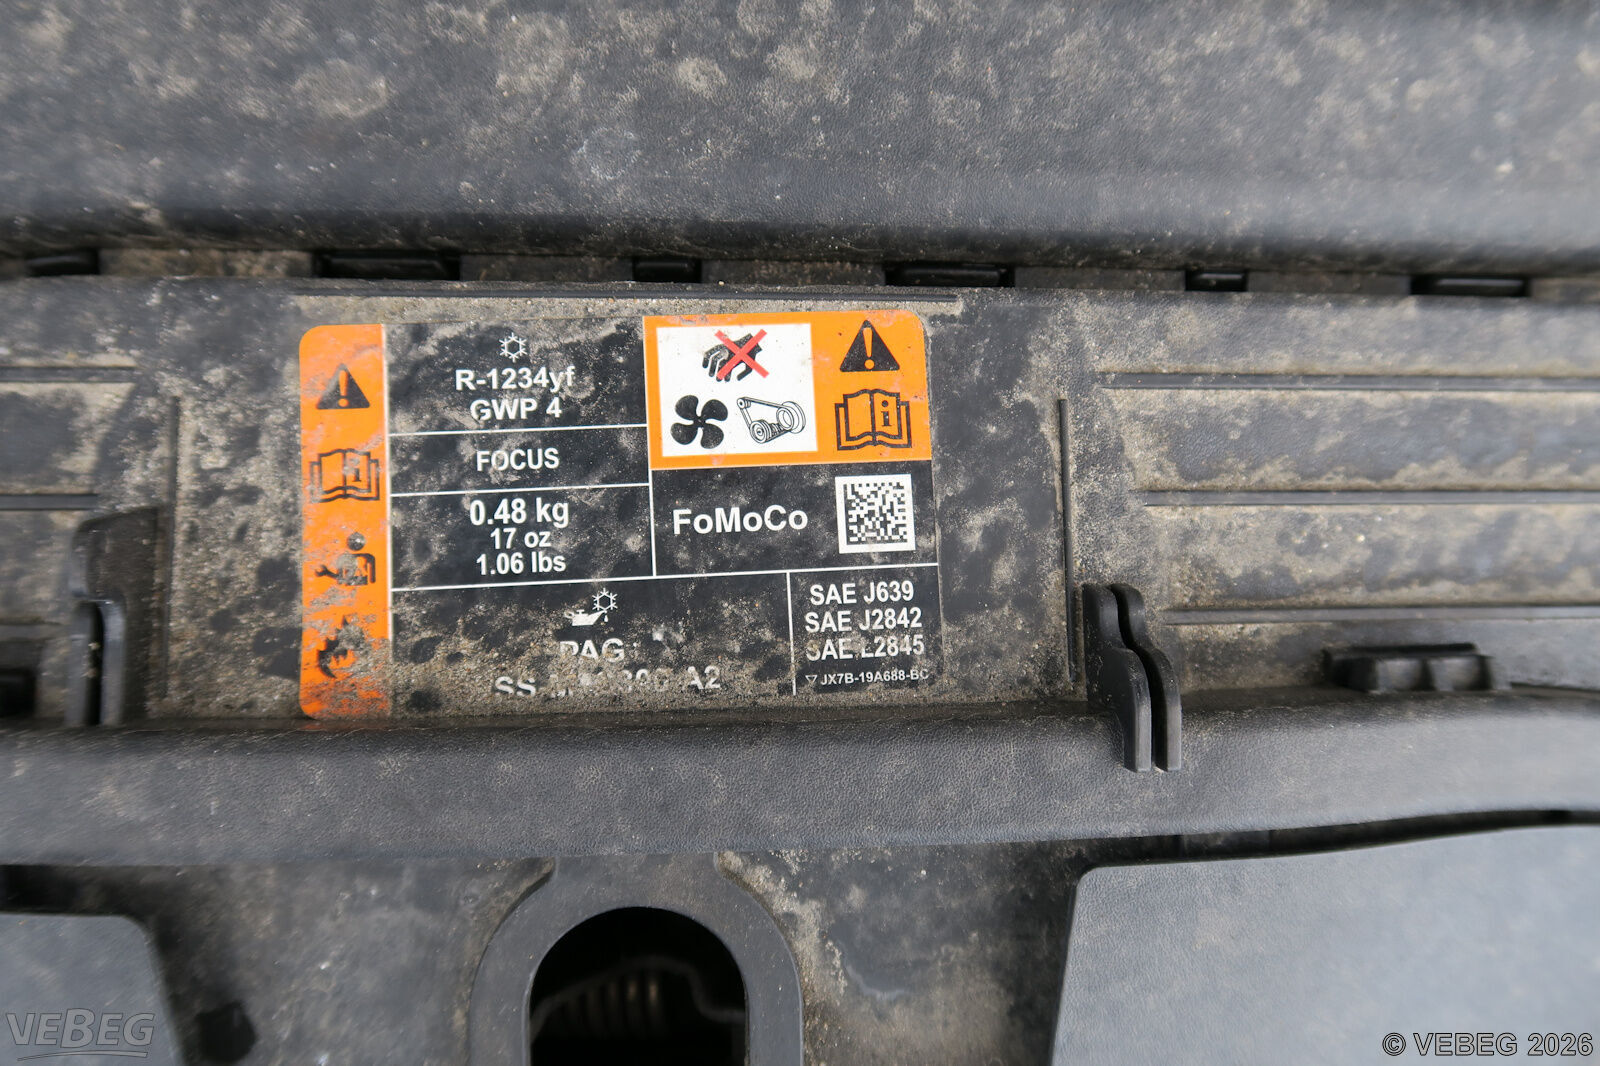 R-1234yf
GWP 4
FOCUS
0.48 kg
17 oz
1.06 lbs
FoMoCo
PAG
A2
SAE J639
SAE J2842
SAE J2845
JX7B-19A688-BC
VEBEG
© VEBEG 2026